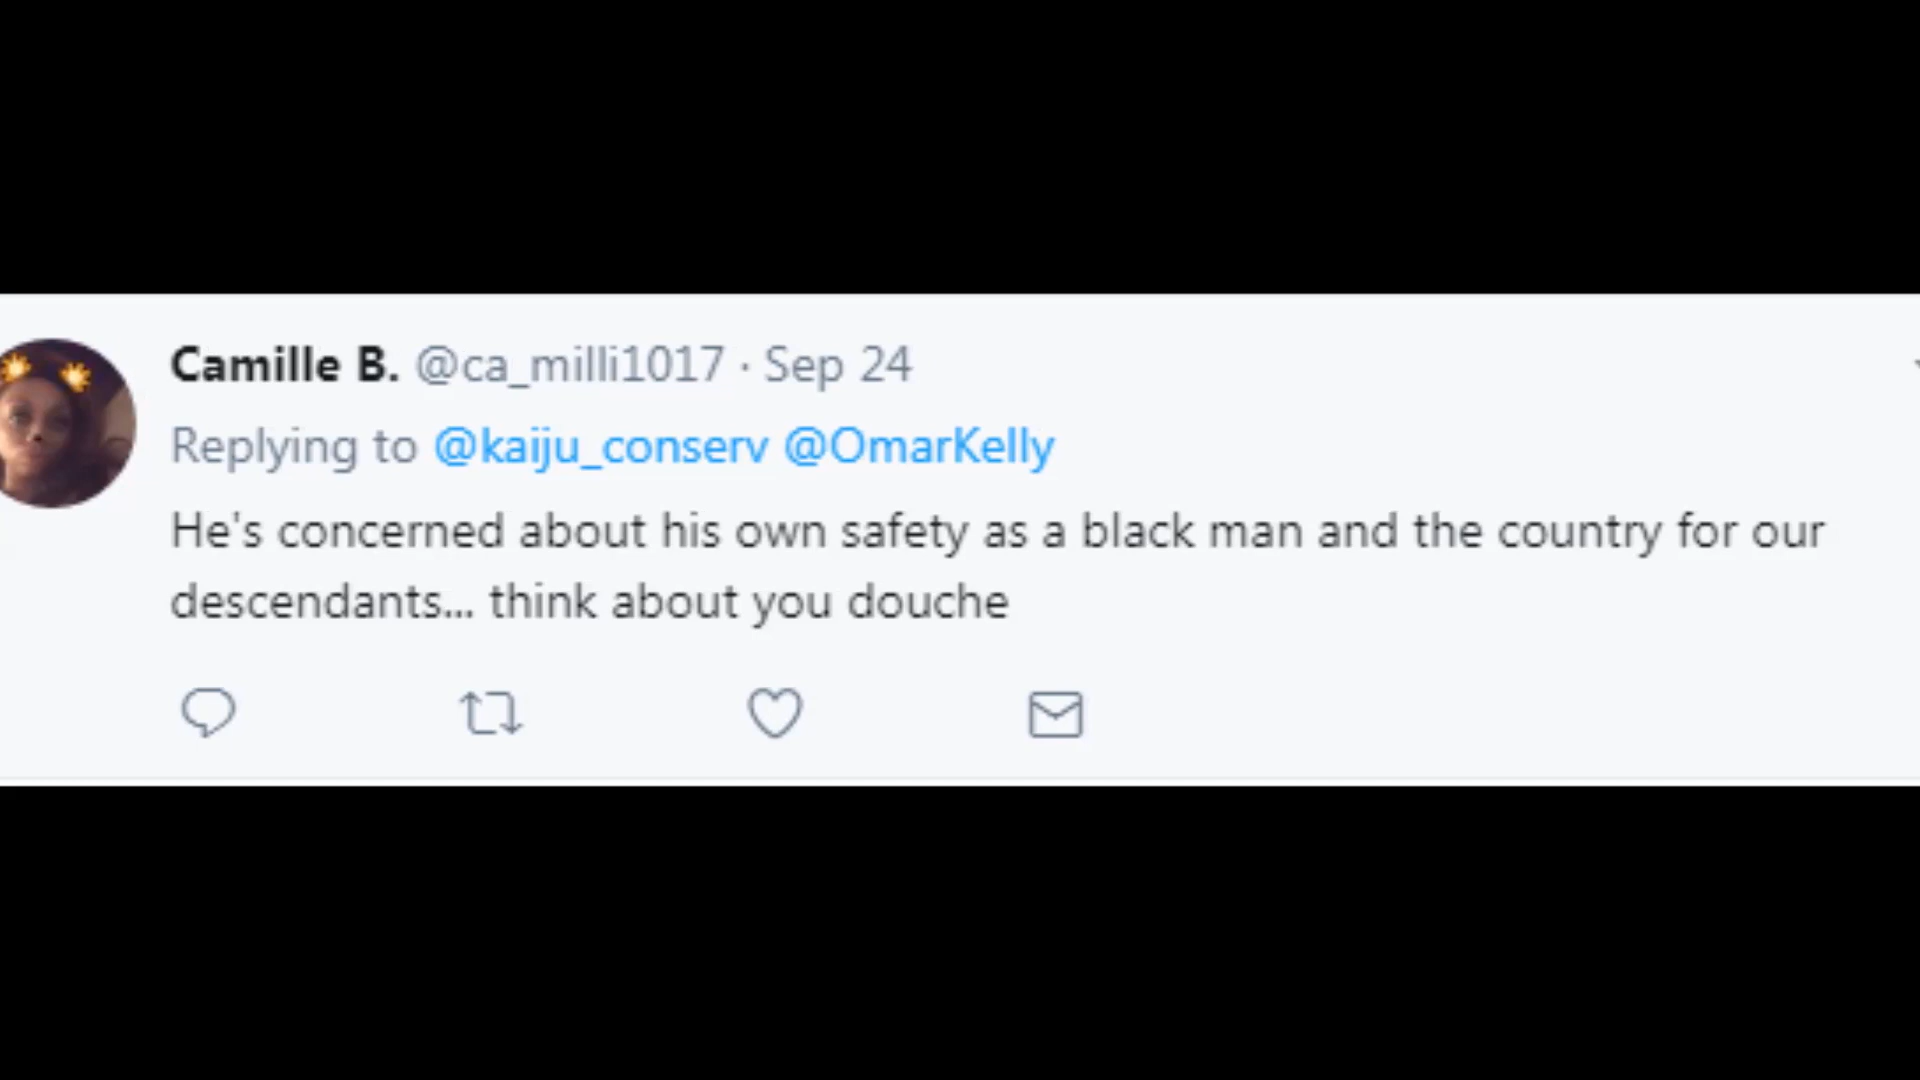 Camille B. @ca_milli1017 · Sep 24
Replying to @kaiju_conserv @OmarKelly
He's concerned about his own safety as a black man and the country for our
descendants... think about you douche